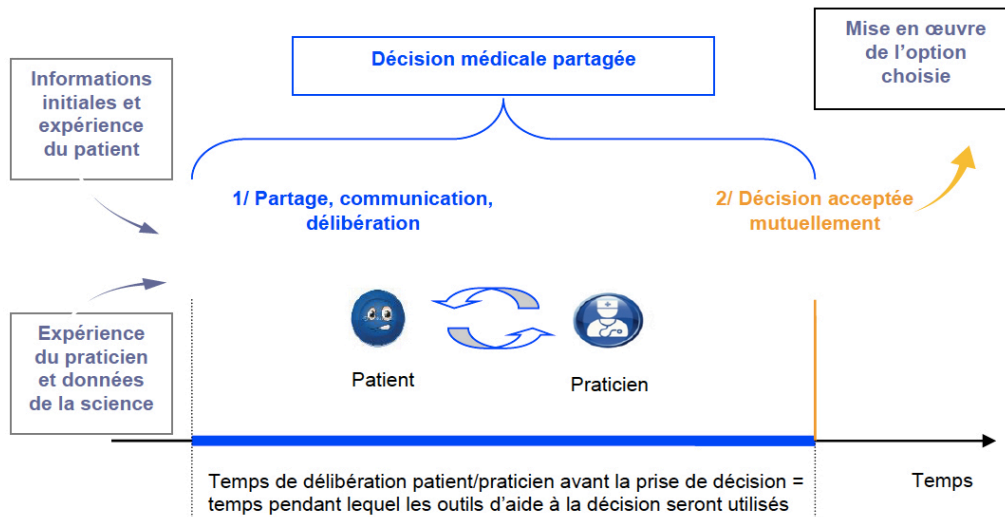 Décision médicale partagée
Mise en œuvre
de l'option
choisie
Informations
initiales et
expérience
du patient
1/ Partage, communication,
délibération
2/ Décision acceptée
mutuellement
Expérience
du praticien
et données
de la science
Patient
Praticien
Temps de délibération patient/praticien avant la prise de décision =
temps pendant lequel les outils d'aide à la décision seront utilisés
Temps